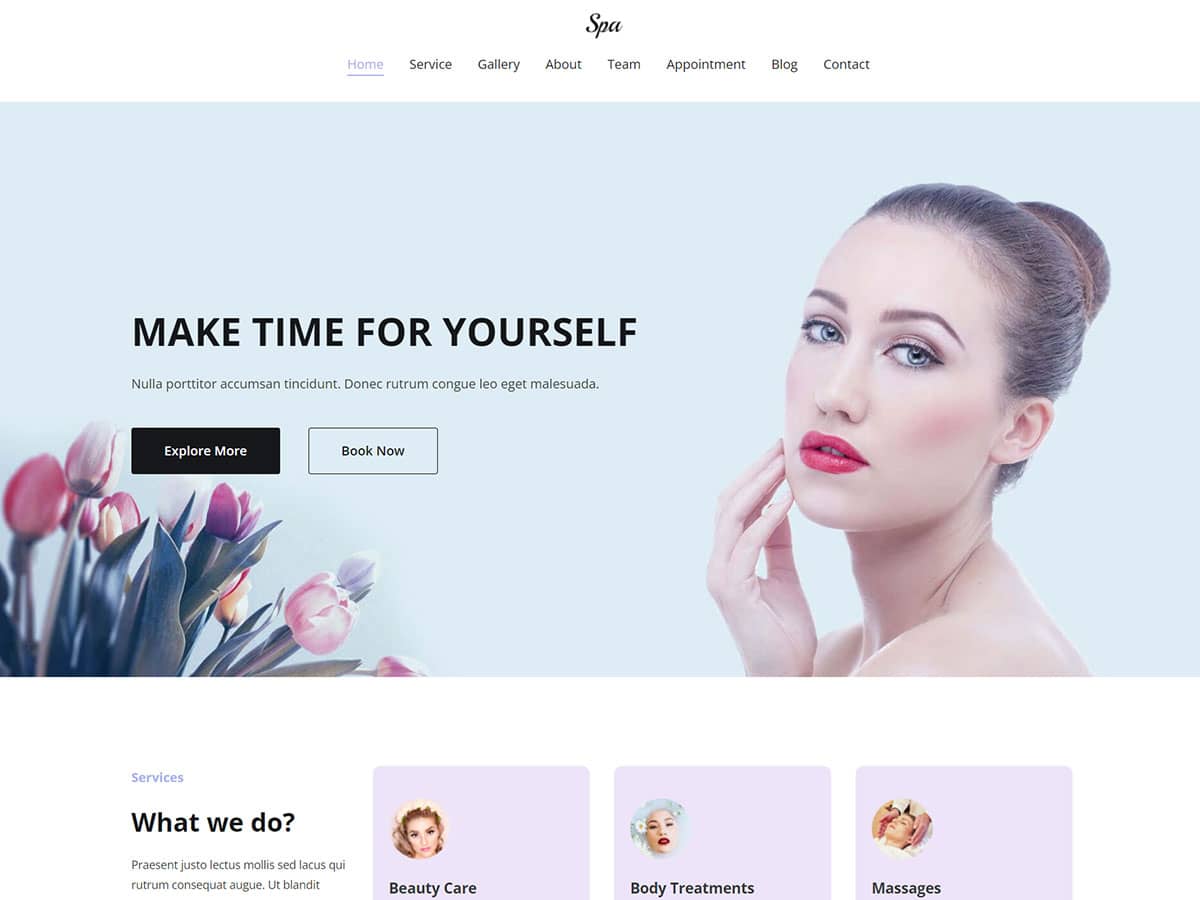 Spa
Home Service Gallery About Team Appointment Blog Contact
MAKE TIME FOR YOURSELF
Nulla porttitor accumsan tincidunt. Donec rutrum congue leo eget malesuada.
Explore More Book Now
Services
What we do?
Praesent justo lectus mollis sed lacus qui
rutrum consequat augue. Ut blandit
Beauty Care
Body Treatments
Massages